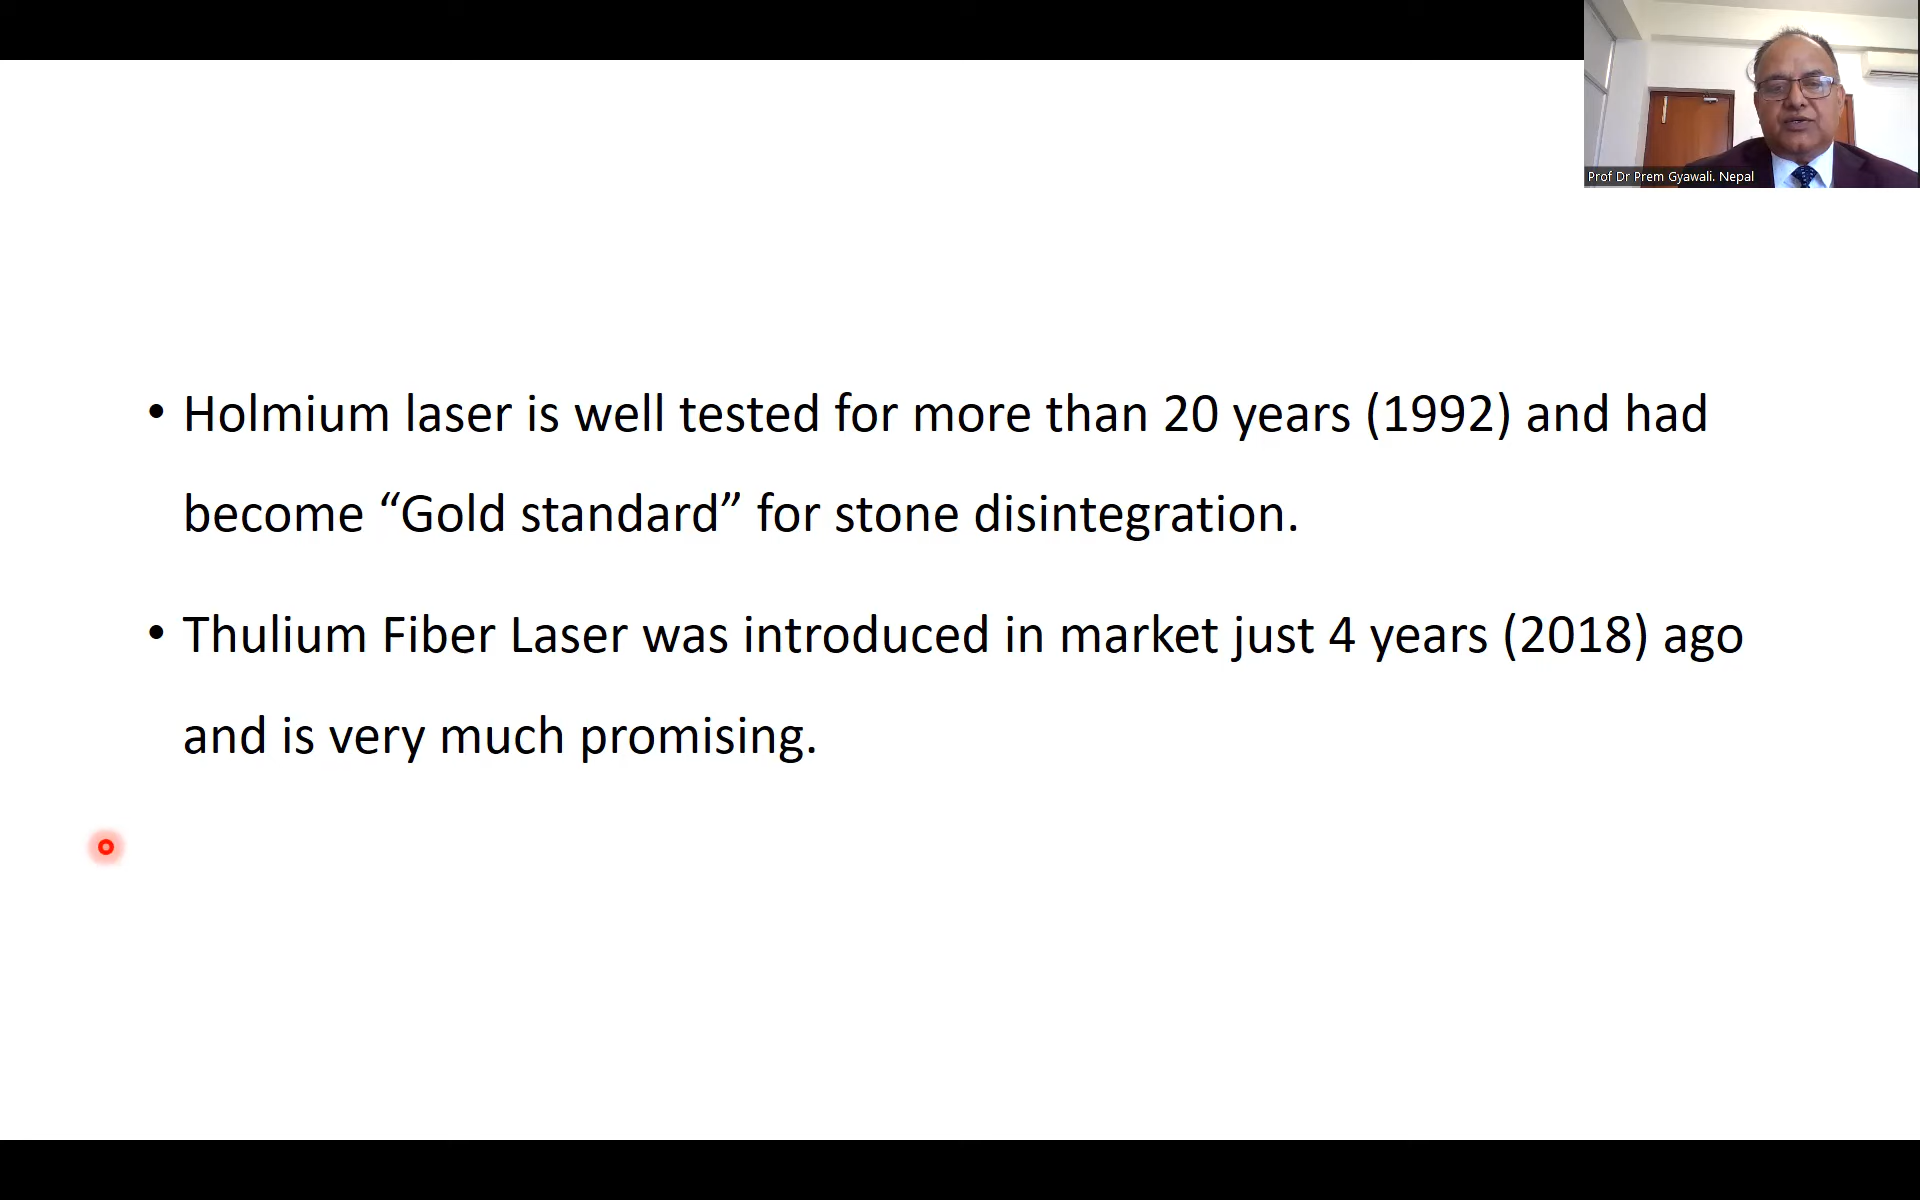 Prof Dr Prem Gyawali. Nepal
• Holmium laser is well tested for more than 20 years (1992) and had
become “Gold standard” for stone disintegration.
• Thulium Fiber Laser was introduced in market just 4 years (2018) ago
and is very much promising.